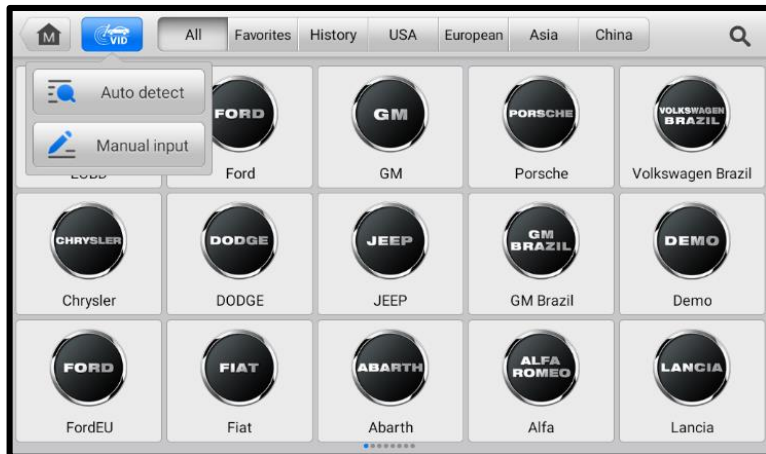 M
VID
All
Favorites
History
USA
European
Asia
China
Auto detect
Manual input
FORD
Ford
GM
GM
PORSCHE
Porsche
VOLKSWAGEN
BRAZIL
Volkswagen Brazil
CHRYSLER
Chrysler
DODGE
DODGE
JEEP
JEEP
GM
BRAZIL
GM Brazil
DEMO
Demo
FORD
FordEU
FIAT
Fiat
ABARTH
Abarth
ALFA
ROMEO
Alfa
LANCIA
Lancia